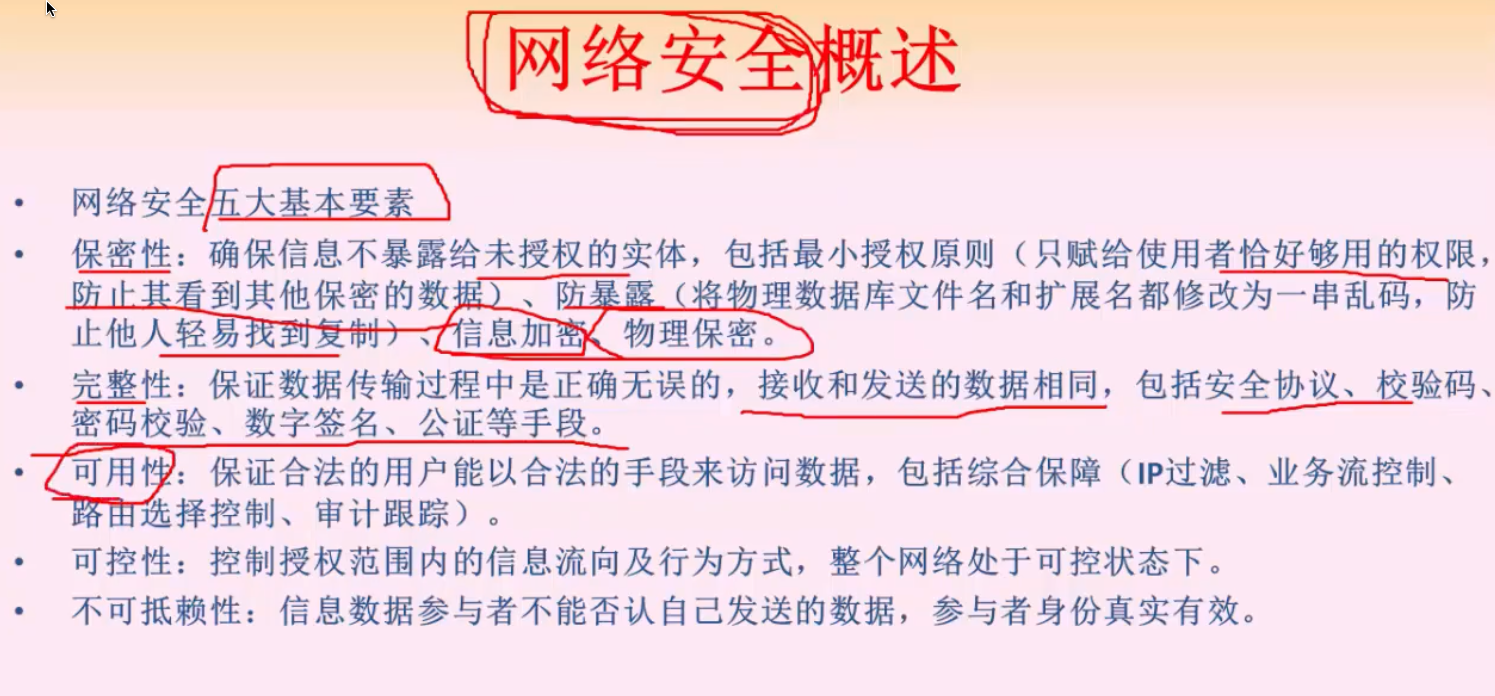 网络安全概述
• 网络安全五大基本要素
• 保密性：确保信息不暴露给未授权的实体，包括最小授权原则（只赋给使用者恰好够用的权限，
防止其看到其他保密的数据）、防暴露（将物理数据库文件名和扩展名都修改为一串乱码，防
止他人轻易找到复制）、信息加密、物理保密。
• 完整性：保证数据传输过程中是正确无误的，接收和发送的数据相同，包括安全协议、校验码、
密码校验、数字签名、公证等手段。
• 可用性：保证合法的用户能以合法的手段来访问数据，包括综合保障（IP过滤、业务流控制、
路由选择控制、审计跟踪）。
• 可控性：控制授权范围内的信息流向及行为方式，整个网络处于可控状态下。
• 不可抵赖性：信息数据参与者不能否认自己发送的数据，参与者身份真实有效。